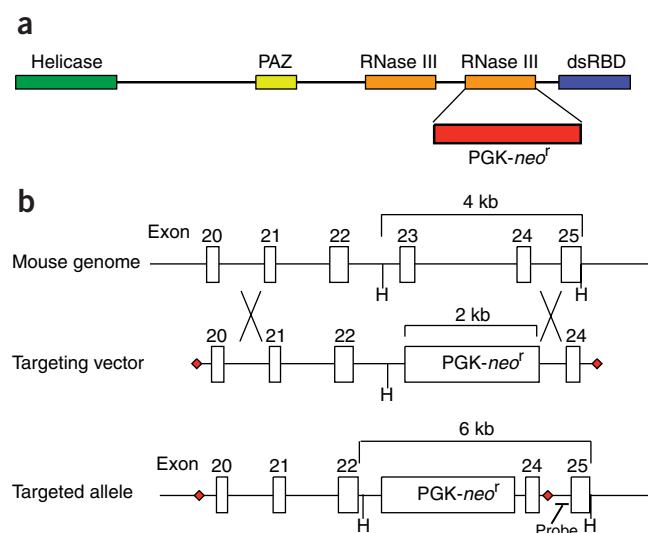 a
Helicase PAZ RNase III RNase III dsRBD
PGK-neoʳ
b
4 kb
Exon 20 21 22 23 24 25
Mouse genome
H H
2 kb
20 21 22 24
Targeting vector PGK-neoʳ
H
6 kb
Exon 20 21 22 24 25
Targeted allele PGK-neoʳ
H Probe H